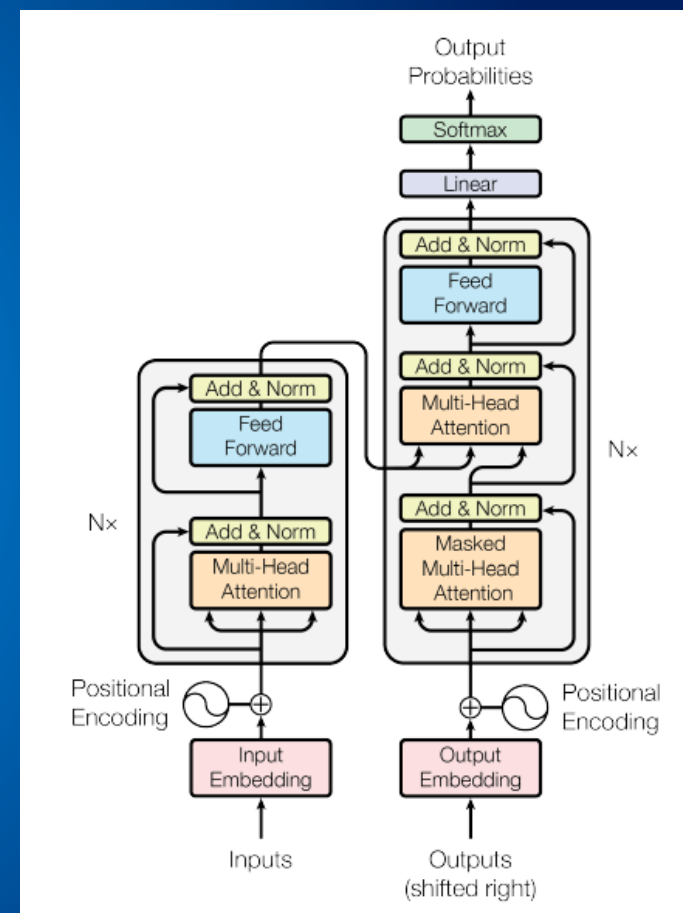 Output
Probabilities
Softmax
Linear
Add & Norm
Feed
Forward
Add & Norm
Multi-Head
Attention
Nx
Add & Norm
Masked
Multi-Head
Attention
Add & Norm
Feed
Forward
Nx
Add & Norm
Multi-Head
Attention
Positional
Encoding
Positional
Encoding
Input
Embedding
Output
Embedding
Inputs
Outputs
(shifted right)